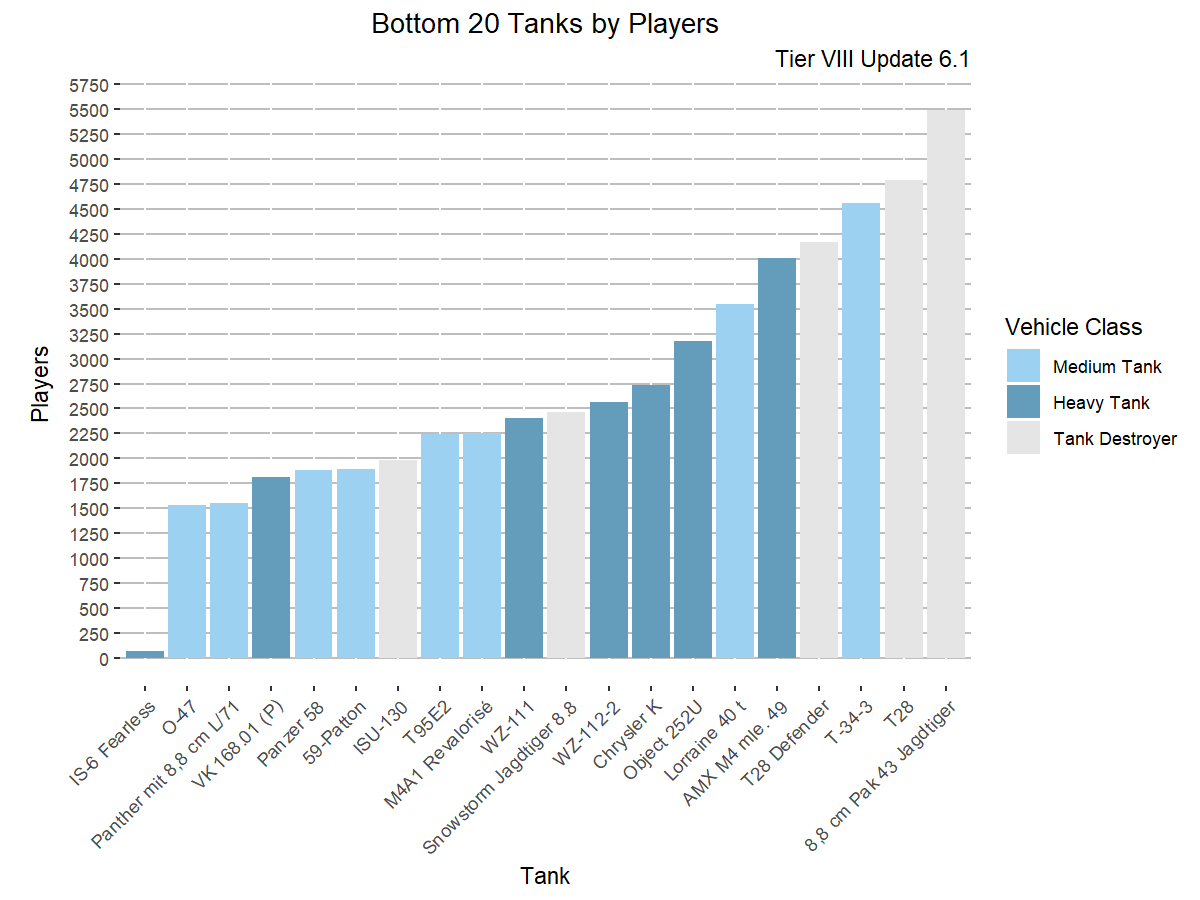 Bottom 20 Tanks by Players
Tier VIII Update 6.1
Players
5750
5500
5250
5000
4750
4500
4250
4000
3750
3500
3250
3000
2750
2500
2250
2000
1750
1500
1250
1000
750
500
250
0
IS-6 Fearless
O-47
Panther mit 8,8 cm L/71
VK 168.01 (P)
Panzer 58
59-Patton
ISU-130
T95E2
M4A1 Revalorisé
WZ-111
Snowstorm Jagdtiger 8.8
WZ-112-2
Chrysler K
Object 252U
Lorraine 40 t
AMX M4 mle. 49
T28 Defender
T-34-3
T28
8,8 cm Pak 43 Jagdtiger
Tank
Vehicle Class
Medium Tank
Heavy Tank
Tank Destroyer